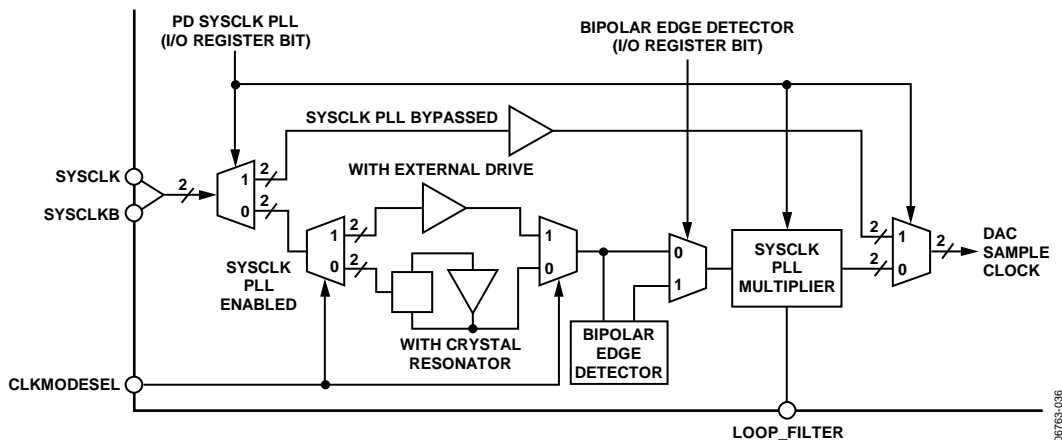 PD SYSCLK PLL
(I/O REGISTER BIT)
BIPOLAR EDGE DETECTOR
(I/O REGISTER BIT)
SYSCLK PLL BYPASSED
2
1
0
2
WITH EXTERNAL DRIVE
SYSCLK
SYSCLKB
2
SYSCLK
PLL
ENABLED
2
1
0
2
WITH CRYSTAL
RESONATOR
1
0
0
1
BIPOLAR
EDGE
DETECTOR
SYSCLK
PLL
MULTIPLIER
2
2
1
0
2
DAC
SAMPLE
CLOCK
CLKMODESEL
LOOP_FILTER
06763-036